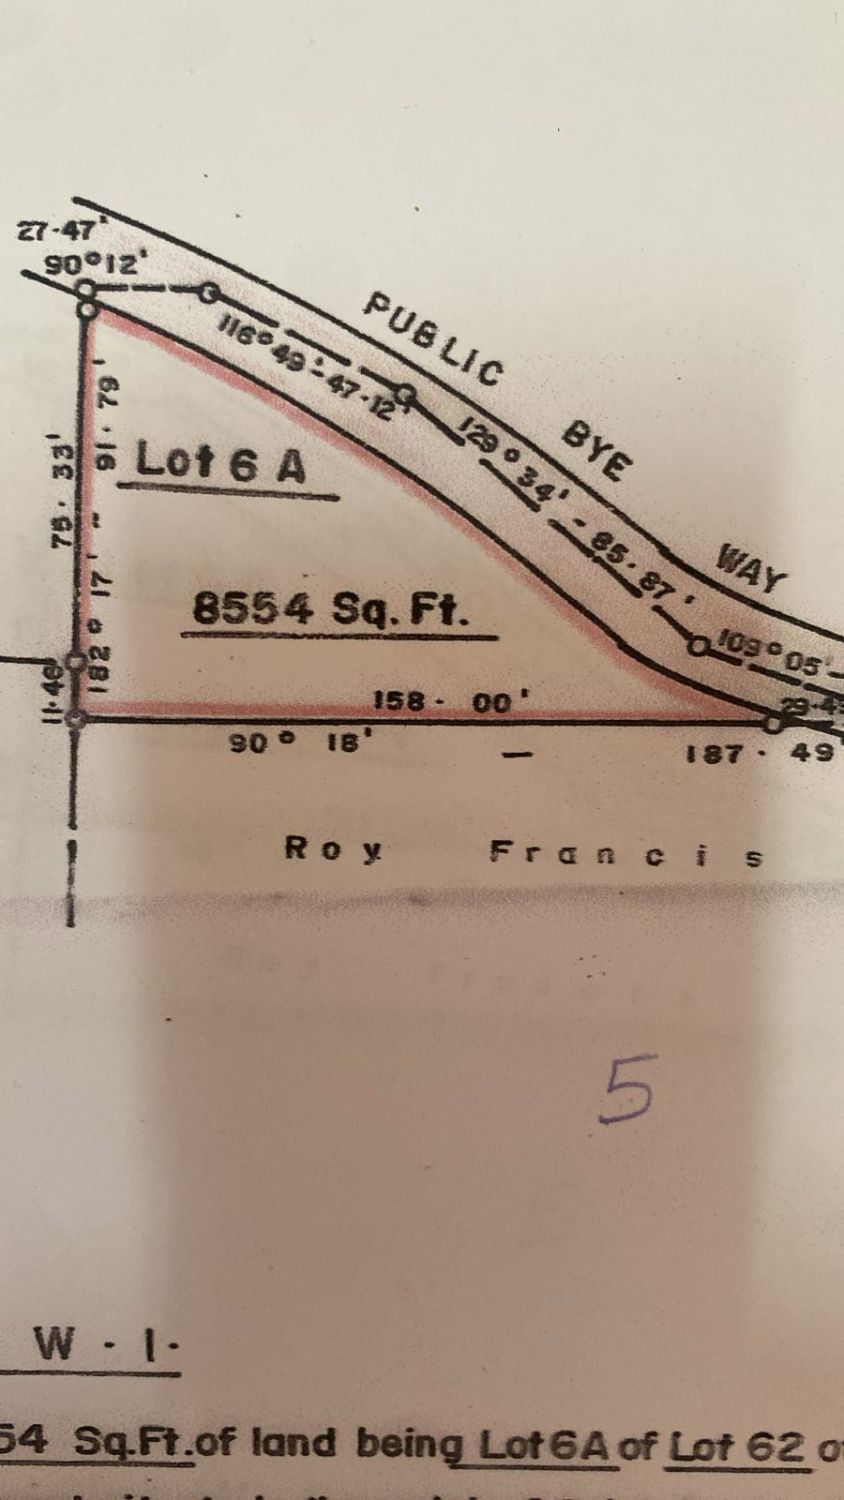 27·47'
90°12'
116°49'-47·12'
PUBLIC BYE WAY
129°34' - 85·87'
103°05'
29·4
75·33'
182° 17' - 91·79'
11·46
Lot 6 A
8554 Sq. Ft.
158· 00'
90° 18' — 187· 49
Roy Francis
5
W·I·
54 Sq.Ft. of land being Lot 6A of Lot 62 o